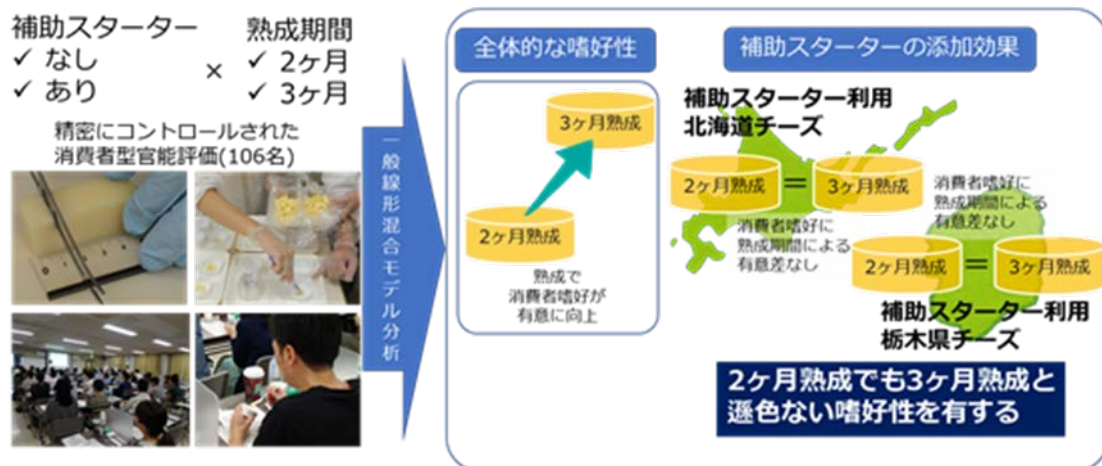 補助スターター
✓ なし
✓ あり
×
熟成期間
✓ 2ヶ月
✓ 3ヶ月
精密にコントロールされた
消費者型官能評価(106名)
一般線形混合モデル分析
全体的な嗜好性
3ヶ月熟成
2ヶ月熟成
熟成で
消費者嗜好が
有意に向上
補助スターターの添加効果
補助スターター利用
北海道チーズ
2ヶ月熟成 = 3ヶ月熟成
消費者嗜好に
熟成期間による
有意差なし
消費者嗜好に
熟成期間による
有意差なし
2ヶ月熟成 = 3ヶ月熟成
補助スターター利用
栃木県チーズ
2ヶ月熟成でも3ヶ月熟成と
遜色ない嗜好性を有する